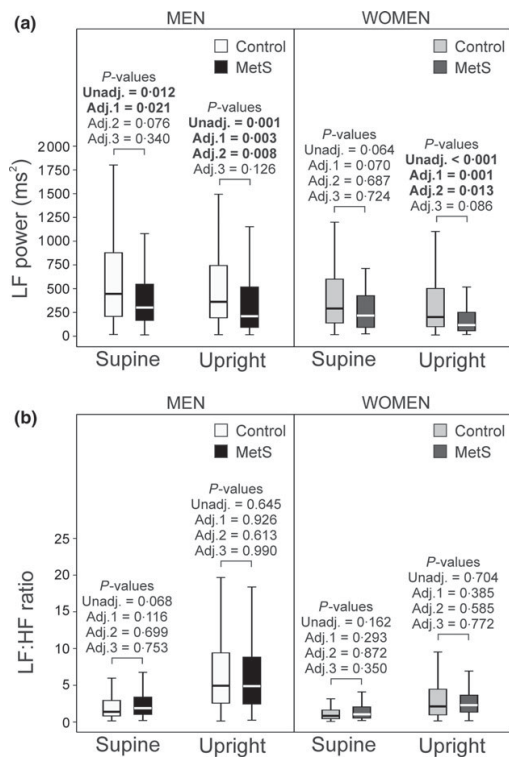 (a)
MEN
WOMEN
Control
MetS
Control
MetS
P-values
Unadj. = 0·012
Adj.1 = 0·021
Adj.2 = 0·076
Adj.3 = 0·340
P-values
Unadj. = 0·001
Adj.1 = 0·003
Adj.2 = 0·008
Adj.3 = 0·126
P-values
Unadj. = 0·064
Adj.1 = 0·070
Adj.2 = 0·687
Adj.3 = 0·724
P-values
Unadj. < 0·001
Adj.1 = 0·001
Adj.2 = 0·013
Adj.3 = 0·086
LF power (ms²)
2000
1750
1500
1250
1000
750
500
250
0
Supine
Upright
Supine
Upright
(b)
MEN
WOMEN
Control
MetS
Control
MetS
P-values
Unadj. = 0·068
Adj.1 = 0·116
Adj.2 = 0·699
Adj.3 = 0·753
P-values
Unadj. = 0.645
Adj.1 = 0.926
Adj.2 = 0.613
Adj.3 = 0.990
P-values
Unadj. = 0·162
Adj.1 = 0·293
Adj.2 = 0·872
Adj.3 = 0·350
P-values
Unadj. = 0·704
Adj.1 = 0·385
Adj.2 = 0·585
Adj.3 = 0·772
LF:HF ratio
25
20
15
10
5
0
Supine
Upright
Supine
Upright